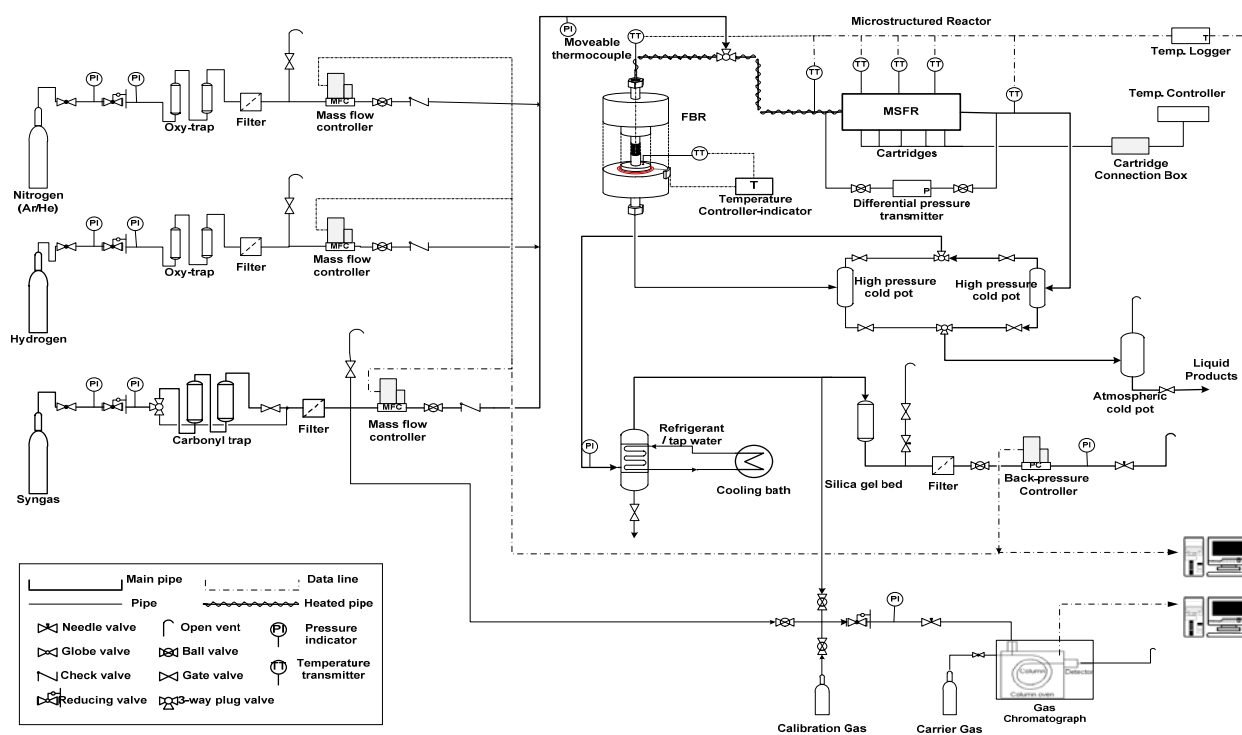 PI
Moveable
thermocouple
TT
Microstructured Reactor
T
Temp. Logger
PI
PI
Oxy-trap
Filter
MFC
Mass flow
controller
Nitrogen
(Ar/He)
FBR
TT
TT
TT
TT
TT
MSFR
Cartridges
Temp. Controller
Cartridge
Connection Box
TT
T
Temperature
Controller-indicator
P
Differential pressure
transmitter
PI
PI
Oxy-trap
Filter
MFC
Mass flow
controller
Hydrogen
High pressure
cold pot
High pressure
cold pot
Atmospheric
cold pot
Liquid
Products
PI
PI
Carbonyl trap
Filter
MFC
Mass flow
controller
Syngas
PI
Refrigerant
/ tap water
Cooling bath
Silica gel bed
Filter
PC
Back-pressure
Controller
PI
Main pipe
Data line
Pipe
Heated pipe
Needle valve
Open vent
PI
Pressure
indicator
Globe valve
Ball valve
Check valve
Gate valve
TT
Temperature
transmitter
Reducing valve
3-way plug valve
PI
Calibration Gas
Carrier Gas
Column
Detector
Column oven
Gas
Chromatograph